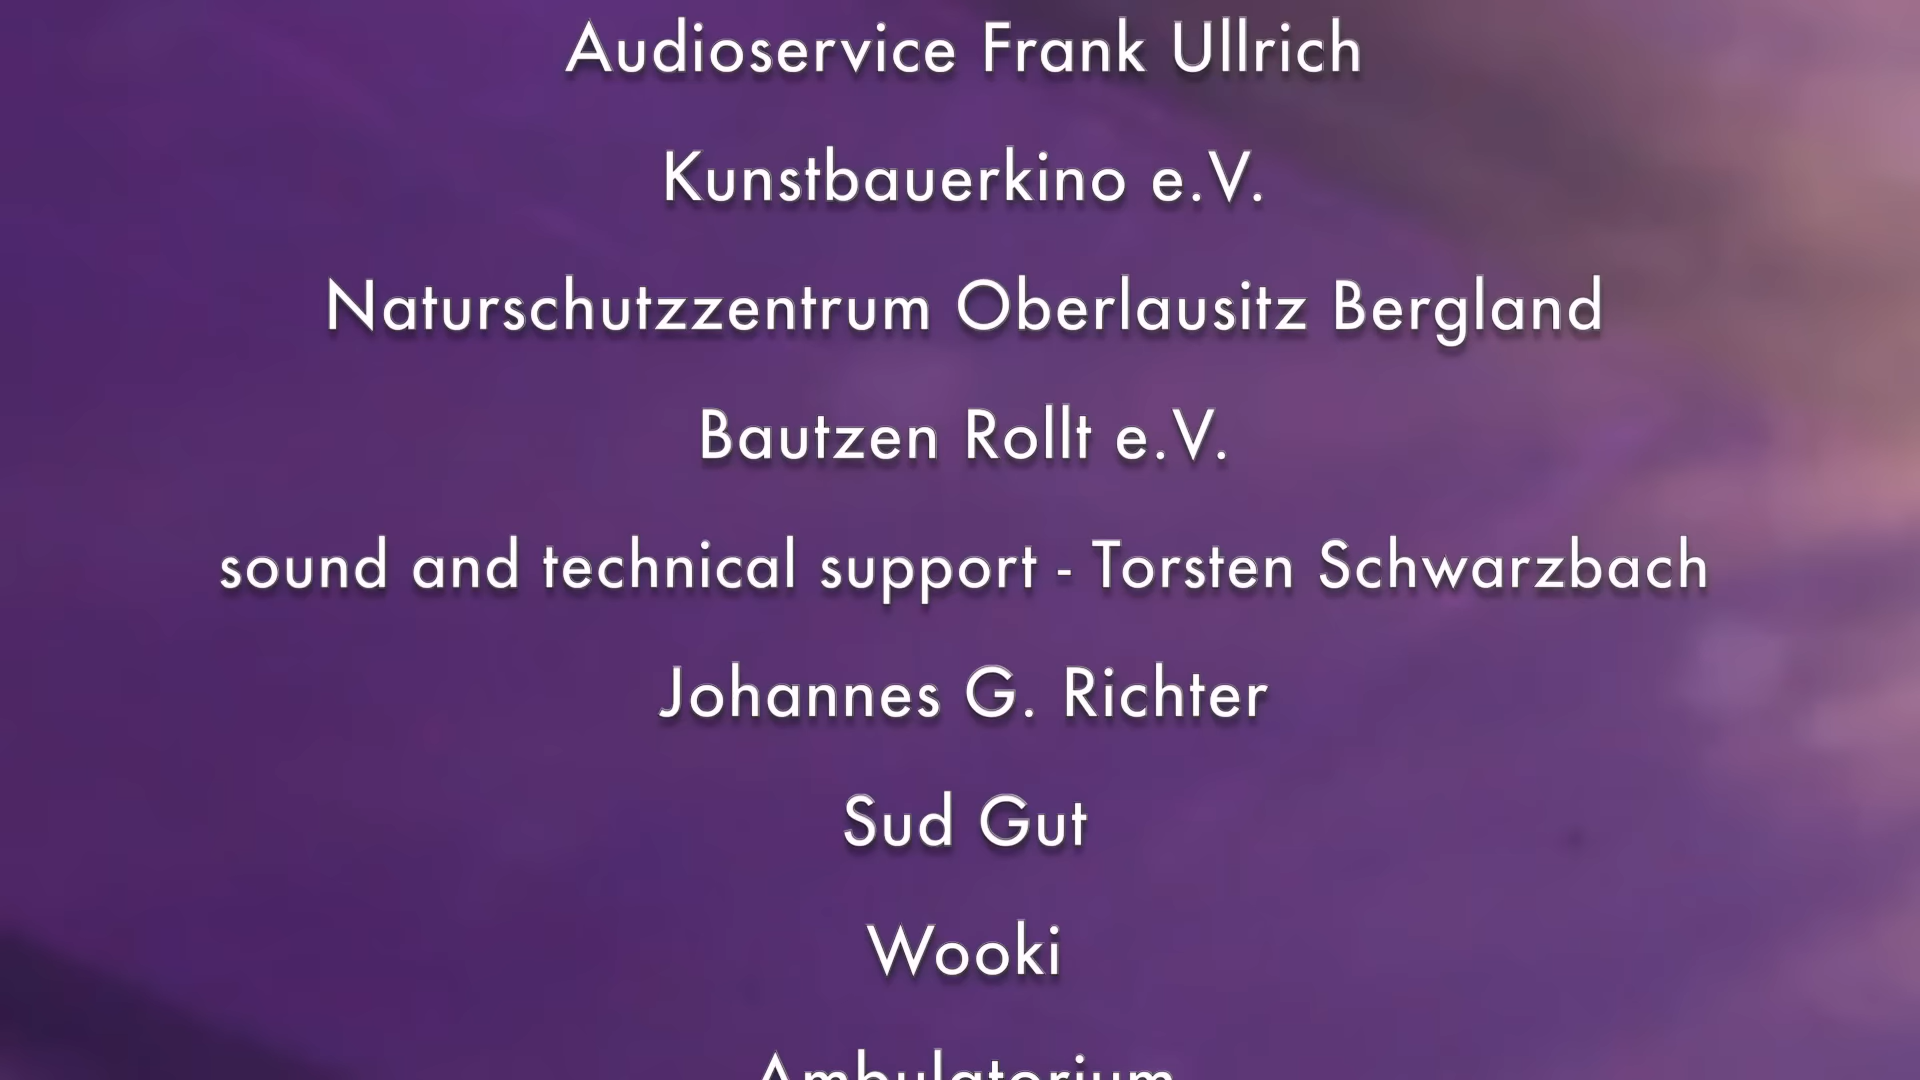 Audioservice Frank Ullrich
Kunstbauerkino e.V.
Naturschutzzentrum Oberlausitz Bergland
Bautzen Rollt e.V.
sound and technical support - Torsten Schwarzbach
Johannes G. Richter
Sud Gut
Wooki
Ambulatorium